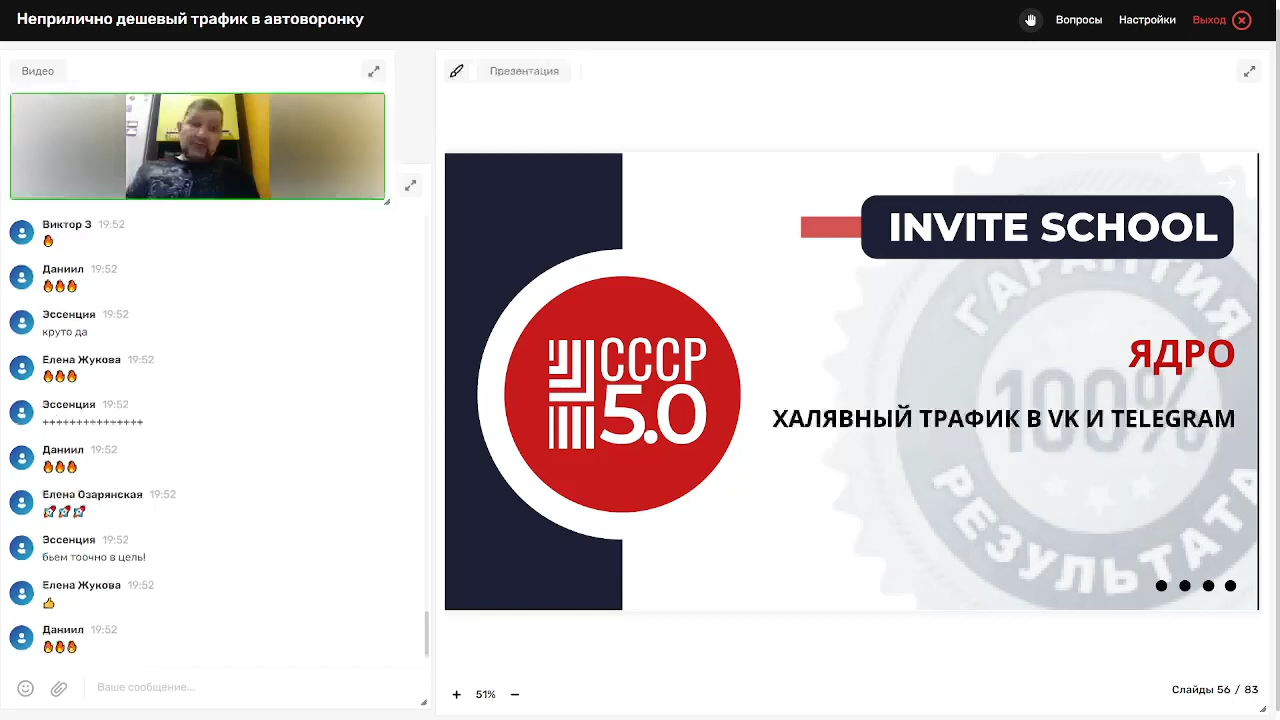 Неприлично дешевый трафик в автоворонку
Вопросы
Настройки
Выход
Видео
Виктор З 19:52
Даниил 19:52
Эссенция 19:52
круто да
Елена Жукова 19:52
Эссенция 19:52
+++++++++++++++
Даниил 19:52
Елена Озарянская 19:52
Эссенция 19:52
бьем тоочно в цель!
Елена Жукова 19:52
Даниил 19:52
Ваше сообщение...
Презентация
INVITE SCHOOL
СССР
5.0
ЯДРО
ХАЛЯВНЫЙ ТРАФИК В VK И TELEGRAM
ГАРАНТИЯ
100%
РЕЗУЛЬТАТА
+ 51% −
Слайды 56 / 83